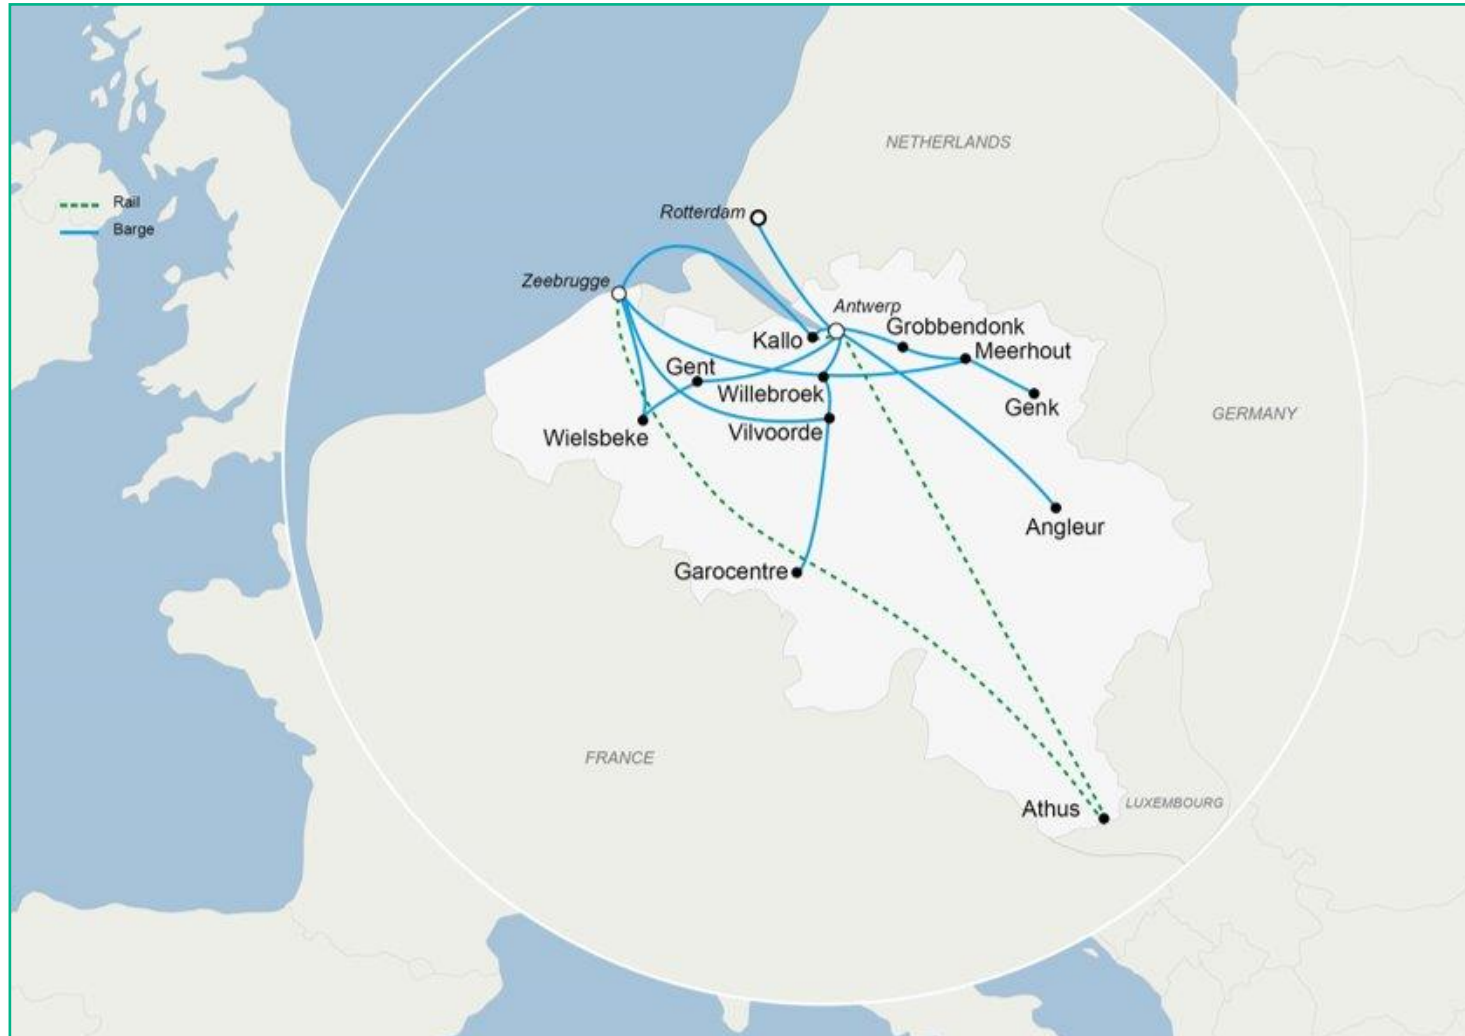 NETHERLANDS
Rail
Rotterdam
Barge
Zeebrugge
Antwerp
Grobbendonk
Kallo
Meerhout
Gent
Willebroek
Genk
GERMANY
Vilvoorde
Wielsbeke
Angleur
Garocentre
FRANCE
LUXEMBOURG
Athus